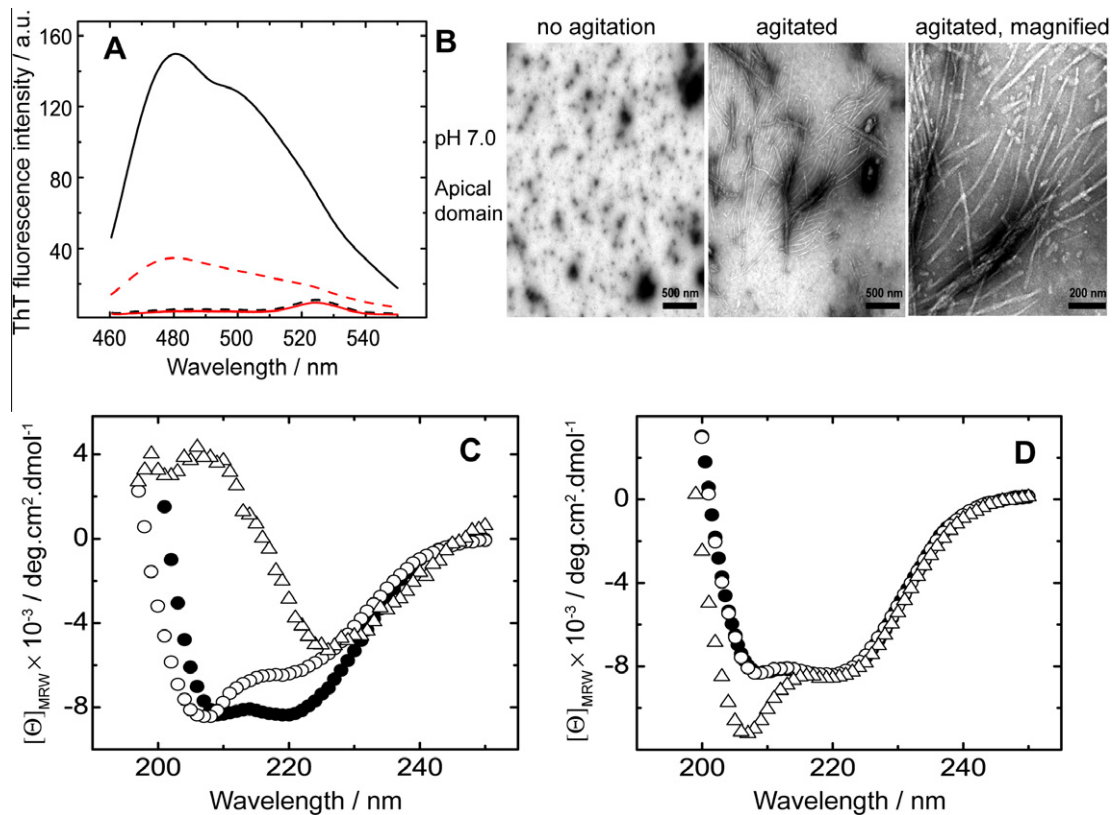 A
ThT fluorescence intensity / a.u.
160
120
80
40
460 480 500 520 540
Wavelength / nm
B
pH 7.0
Apical
domain
no agitation
agitated
agitated, magnified
500 nm
500 nm
200 nm
C
[Θ]MRW × 10⁻³ / deg.cm².dmol⁻¹
4
0
-4
-8
200 220 240
Wavelength / nm
D
[Θ]MRW × 10⁻³ / deg.cm².dmol⁻¹
0
-4
-8
200 220 240
Wavelength / nm